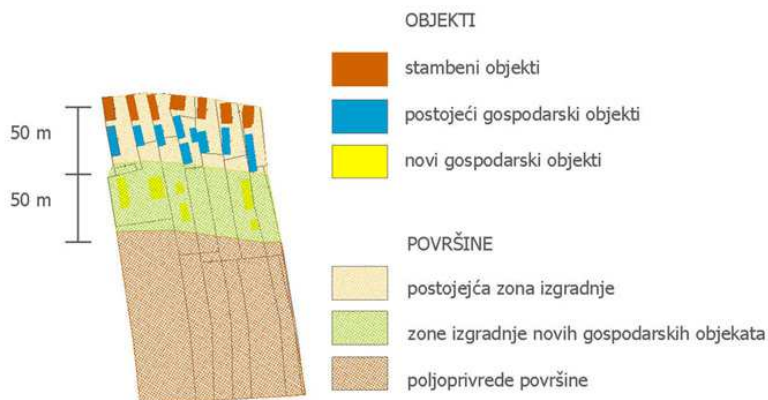 OBJEKTI
stambeni objekti
postojeći gospodarski objekti
novi gospodarski objekti
50 m
50 m
POVRŠINE
postojejća zona izgradnje
zone izgradnje novih gospodarskih objekata
poljoprivrede površine